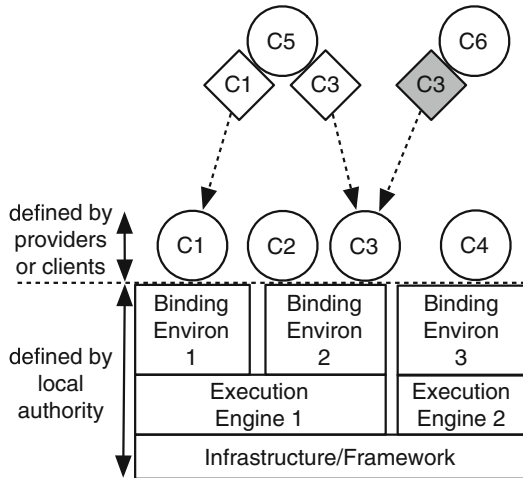 C5
C6
C1
C3
C3
defined by
providers
or clients
C1
C2
C3
C4
defined by
local
authority
Binding
Environ
1
Binding
Environ
2
Binding
Environ
3
Execution
Engine 1
Execution
Engine 2
Infrastructure/Framework